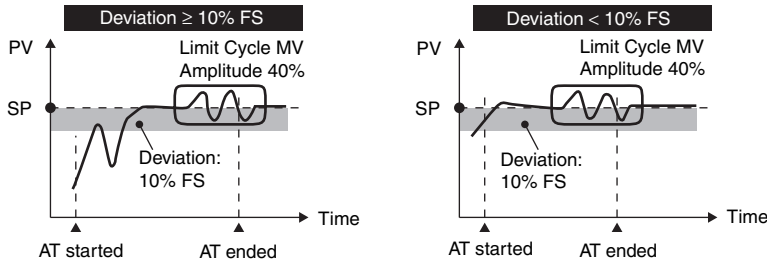 Deviation ≥ 10% FS
PV
Limit Cycle MV
Amplitude 40%
SP
Deviation:
10% FS
Time
AT started
AT ended
Deviation < 10% FS
PV
Limit Cycle MV
Amplitude 40%
SP
Deviation:
10% FS
Time
AT started
AT ended